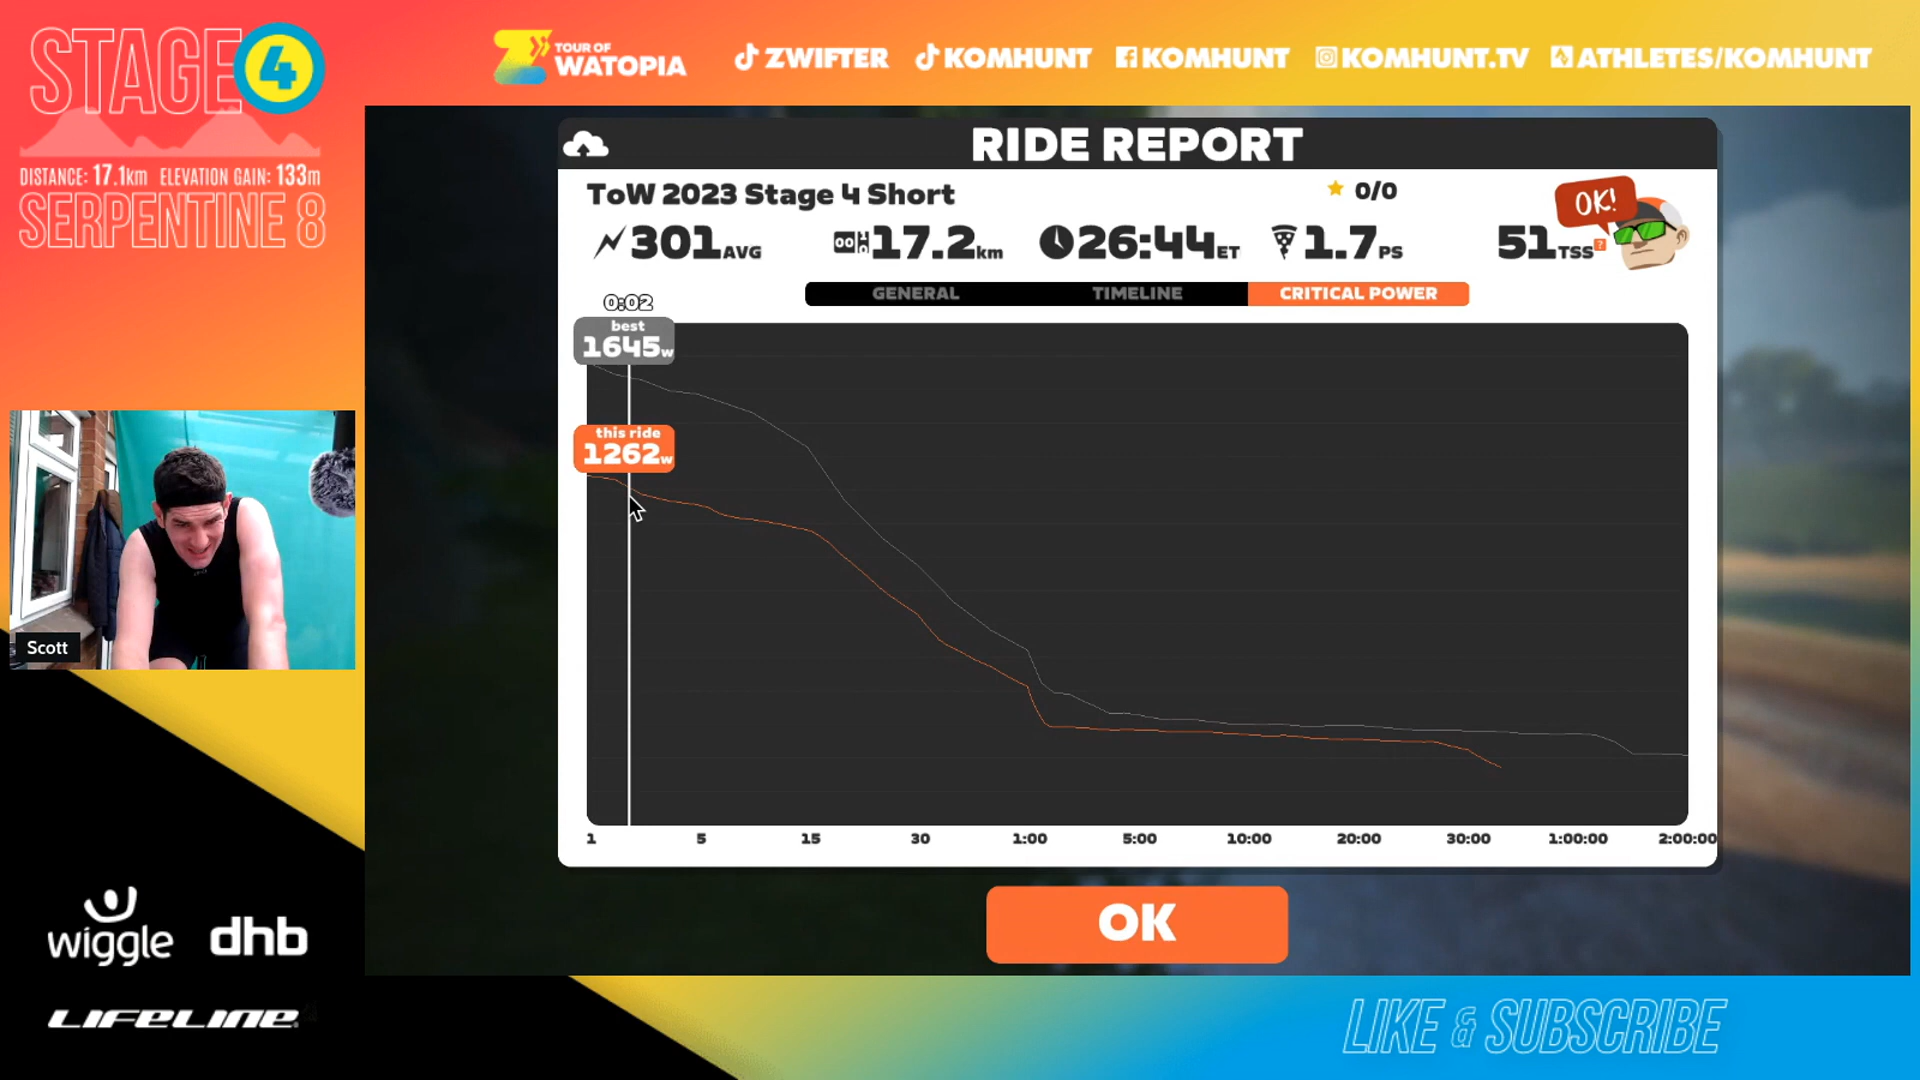 STAGE 4
DISTANCE: 17.1km ELEVATION GAIN: 133m
SERPENTINE 8
TOUR OF
WATOPIA
ZWIFTER
KOMHUNT
KOMHUNT
KOMHUNT.TV
ATHLETES/KOMHUNT
RIDE REPORT
ToW 2023 Stage 4 Short
0/0
OK!
301AVG
17.2km
26:44ET
1.7PS
51TSS?
GENERAL
TIMELINE
CRITICAL POWER
0:02
best
1645w
this ride
1262w
1 5 15 30 1:00 5:00 10:00 20:00 30:00 1:00:00 2:00:00
OK
Scott
wiggle dhb
LIFELINE
LIKE & SUBSCRIBE